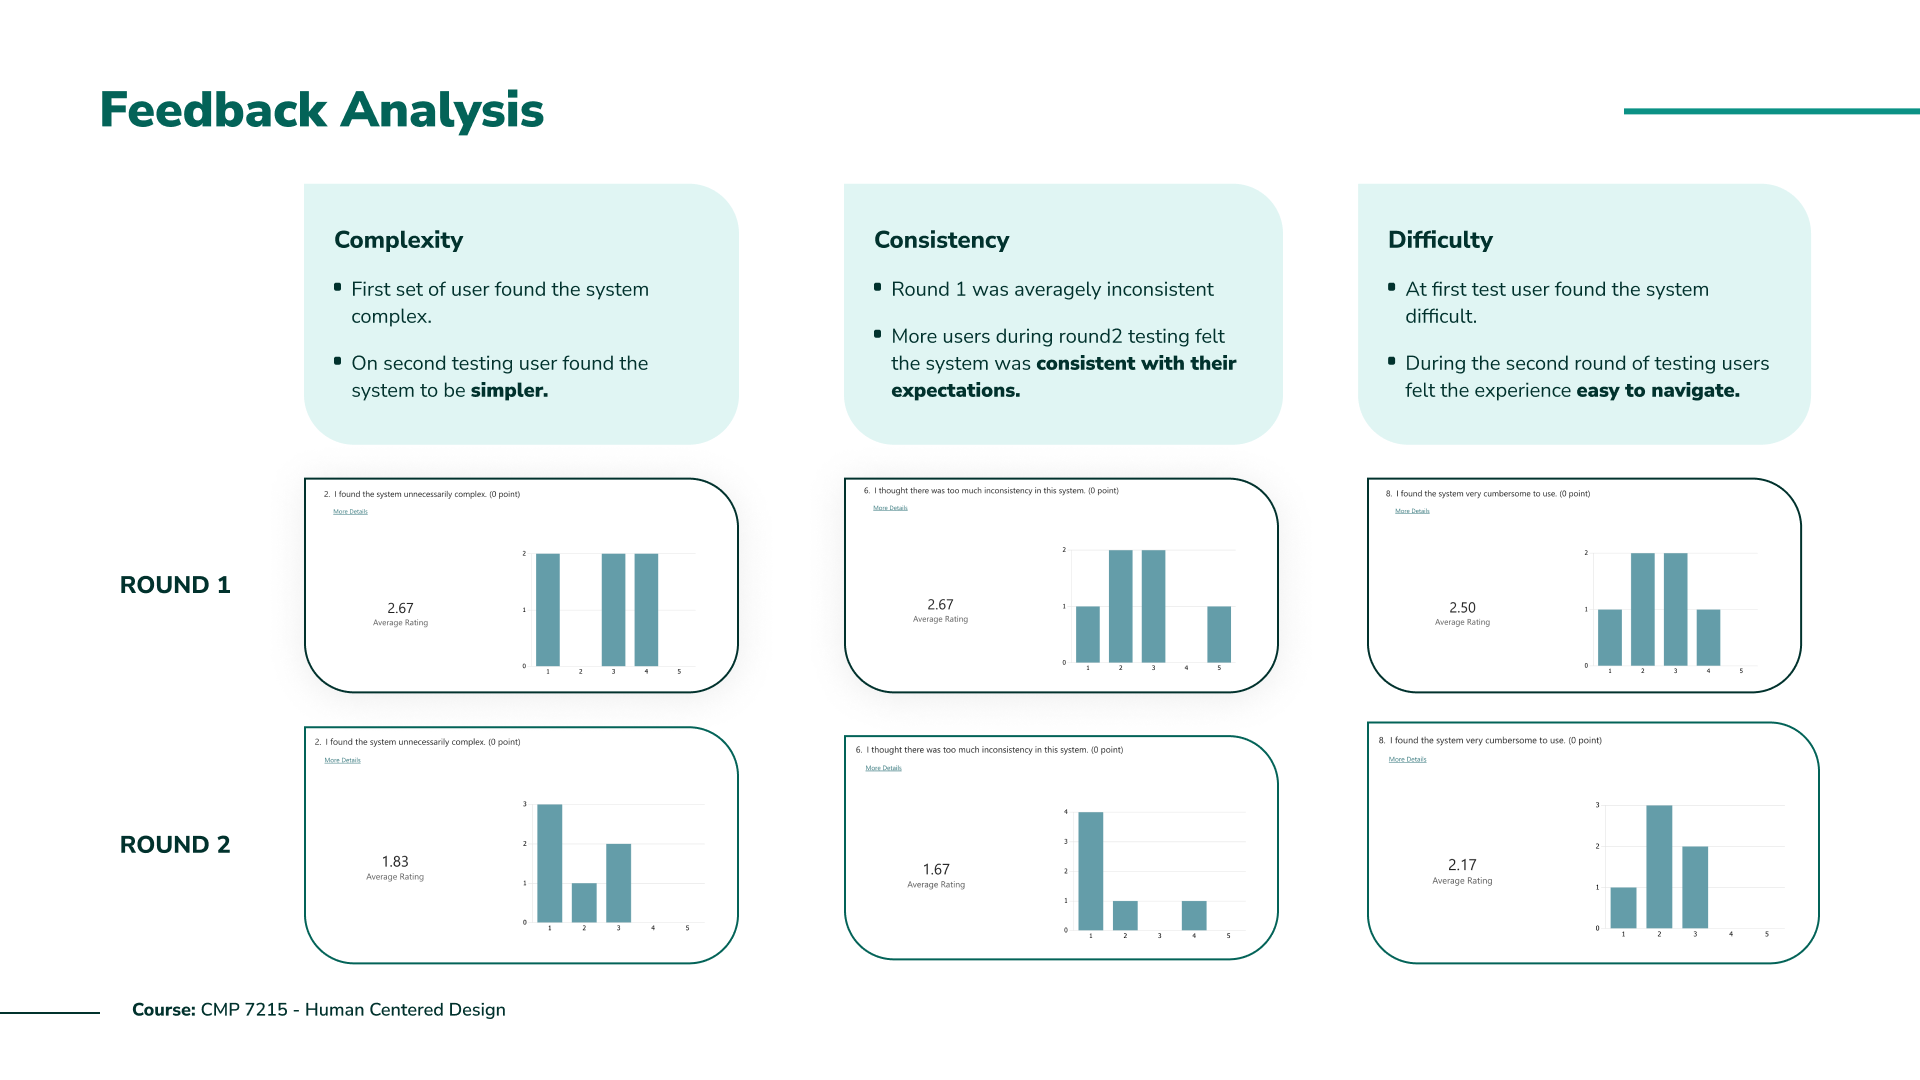 Feedback Analysis
Complexity
First set of user found the system
complex.
On second testing user found the
system to be simpler.
Consistency
Round 1 was averagely inconsistent
More users during round2 testing felt
the system was consistent with their
expectations.
Difficulty
At first test user found the system
difficult.
During the second round of testing users
felt the experience easy to navigate.
ROUND 1
2. I found the system unnecessarily complex. (0 point)
More Details
2.67
Average Rating
2
1
0
1 2 3 4 5
6. I thought there was too much inconsistency in this system. (0 point)
More Details
2.67
Average Rating
2
1
0
1 2 3 4 5
8. I found the system very cumbersome to use. (0 point)
More Details
2.50
Average Rating
2
1
0
1 2 3 4 5
ROUND 2
2. I found the system unnecessarily complex. (0 point)
More Details
1.83
Average Rating
3
2
1
0
1 2 3 4 5
6. I thought there was too much inconsistency in this system. (0 point)
More Details
1.67
Average Rating
4
3
2
1
0
1 2 3 4 5
8. I found the system very cumbersome to use. (0 point)
More Details
2.17
Average Rating
3
2
1
0
1 2 3 4 5
Course: CMP 7215 - Human Centered Design